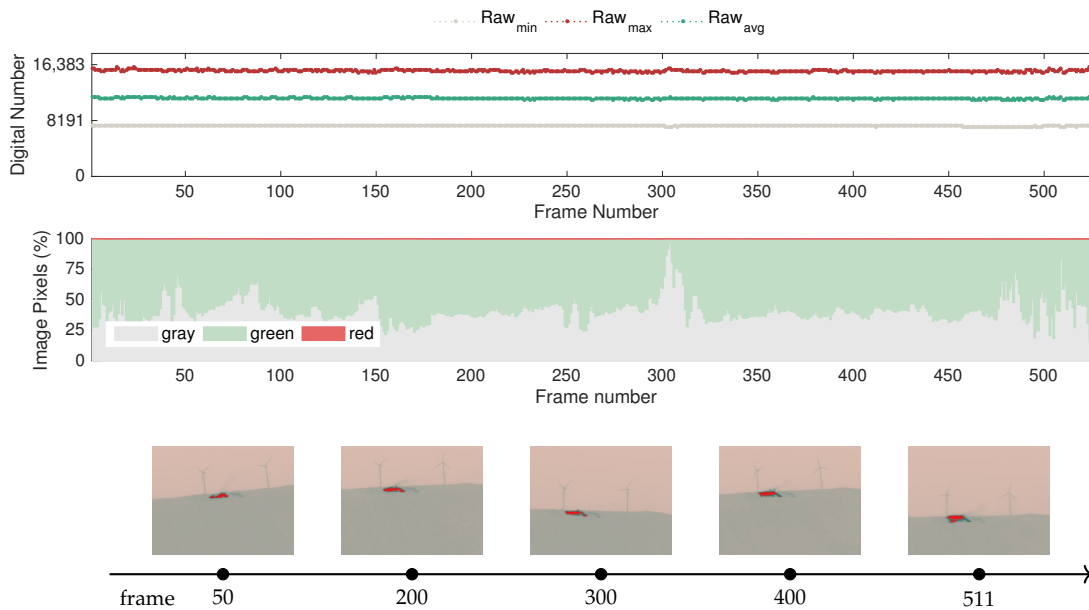 Raw_min Raw_max Raw_avg
Digital Number
16,383
8191
0
50 100 150 200 250 300 350 400 450 500
Frame Number
Image Pixels (%)
100
75
50
25
0
gray green red
50 100 150 200 250 300 350 400 450 500
Frame number
frame 50 200 300 400 511